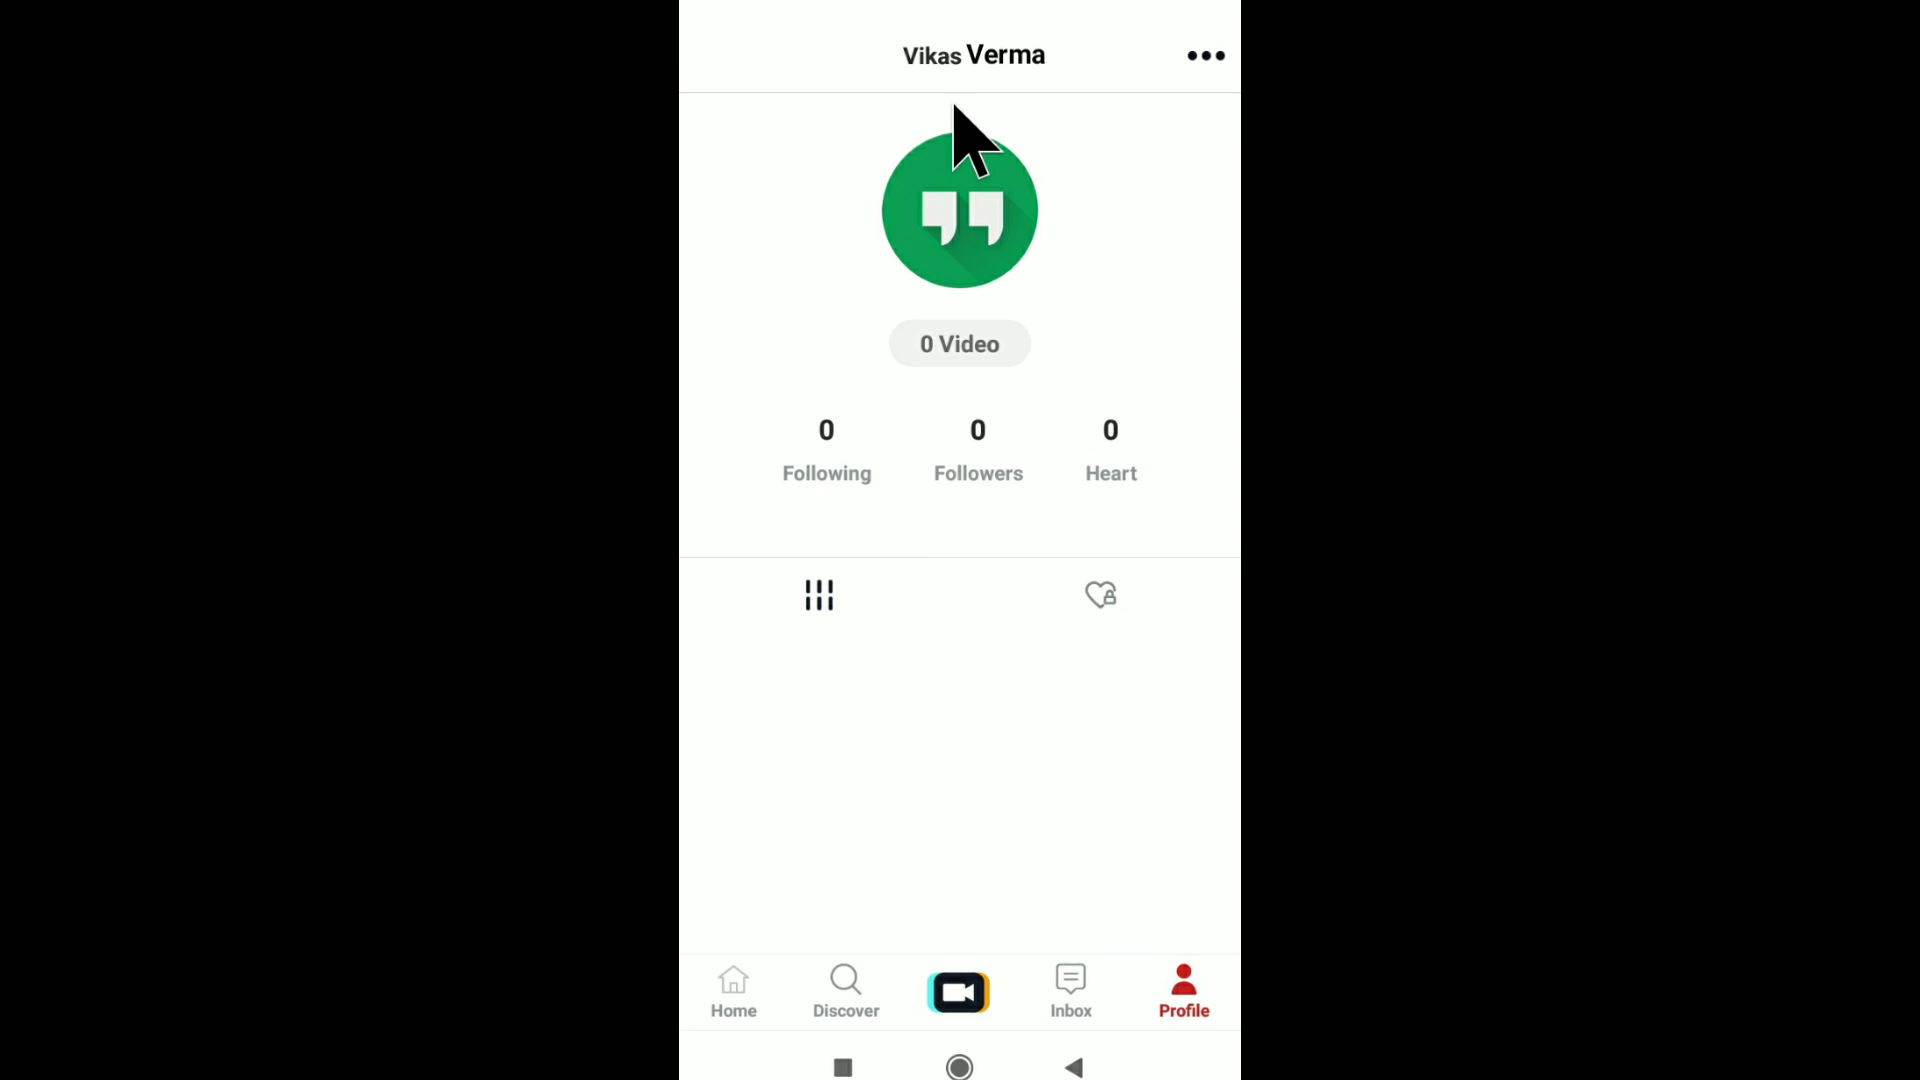 Vikas Verma
0 Video
0 0 0
Following Followers Heart
Home Discover Inbox Profile